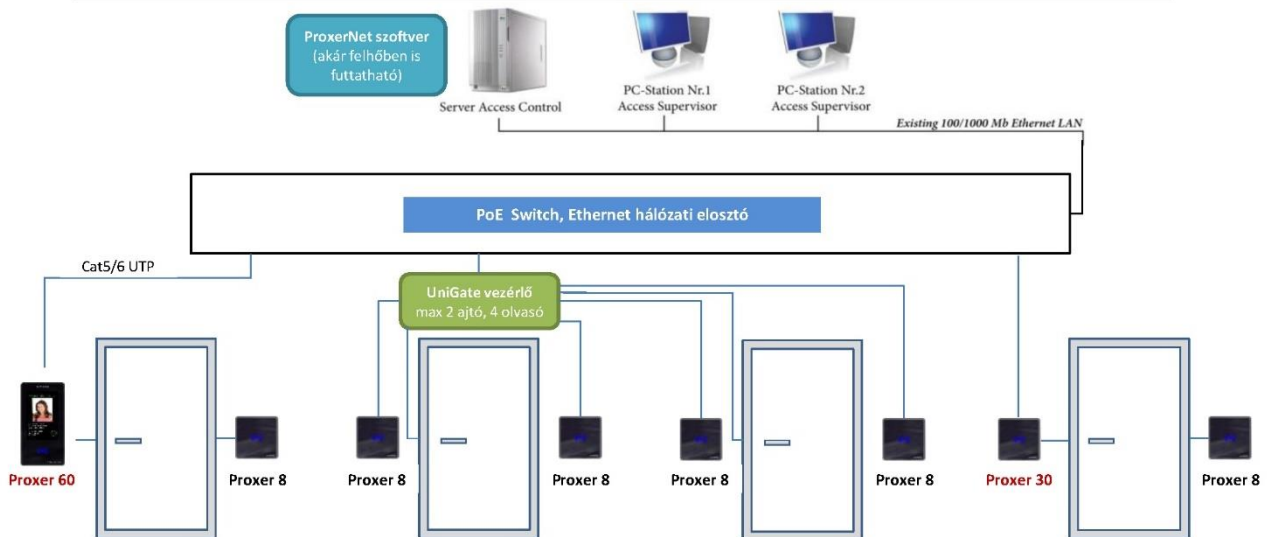 ProxerNet szoftver
(akár felhőben is
futtatható)
Server Access Control
PC-Station Nr.1
Access Supervisor
PC-Station Nr.2
Access Supervisor
Existing 100/1000 Mb Ethernet LAN
PoE Switch, Ethernet hálózati elosztó
Cat5/6 UTP
UniGate vezérlő
max 2 ajtó, 4 olvasó
Proxer 60
Proxer 8
Proxer 8
Proxer 8
Proxer 8
Proxer 8
Proxer 30
Proxer 8